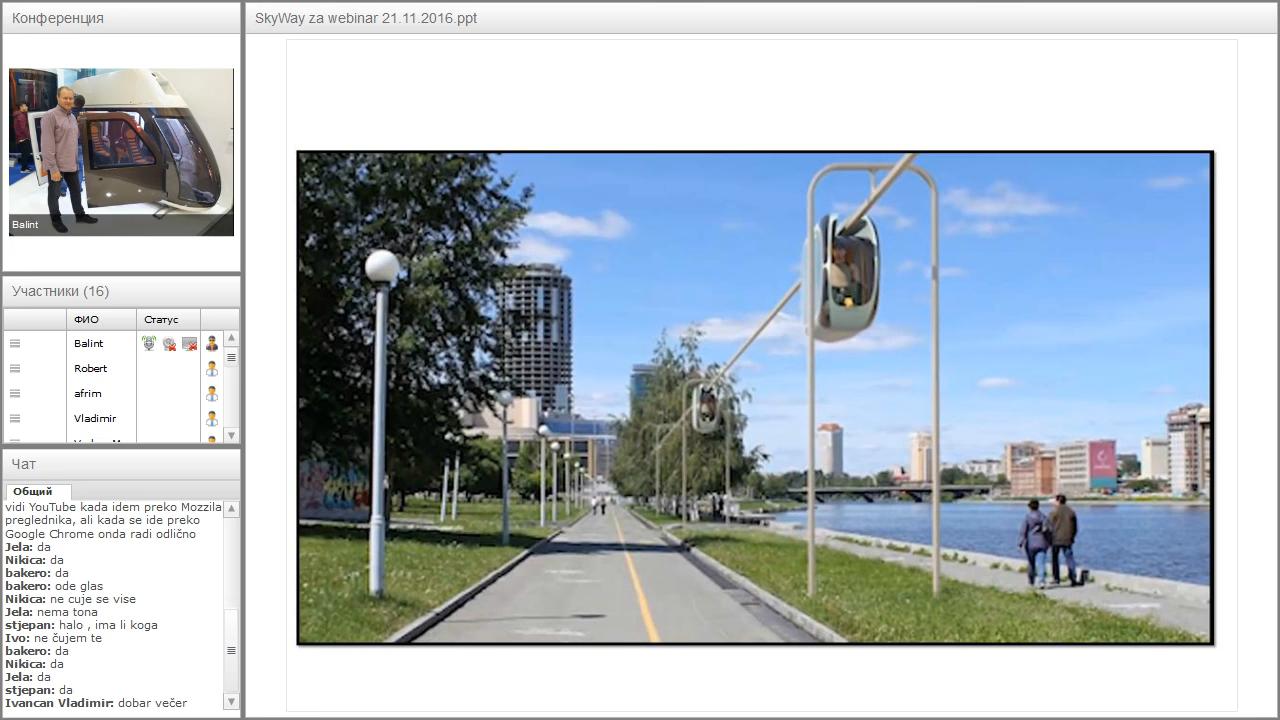 Конференция
Balint
Участники (16)
ФИО
Статус
Balint
Robert
afrim
Vladimir
Чат
Общий
vidi YouTube kada idem preko Mozzila
preglednika, ali kada se ide preko
Google Chrome onda radi odlično
Jela: da
Nikica: da
bakero: da
bakero: ode glas
Nikica: ne cuje se vise
Jela: nema tona
stjepan: halo , ima li koga
Ivo: ne čujem te
bakero: da
Nikica: da
Jela: da
stjepan: da
Ivancan Vladimir: dobar večer
SkyWay za webinar 21.11.2016.ppt